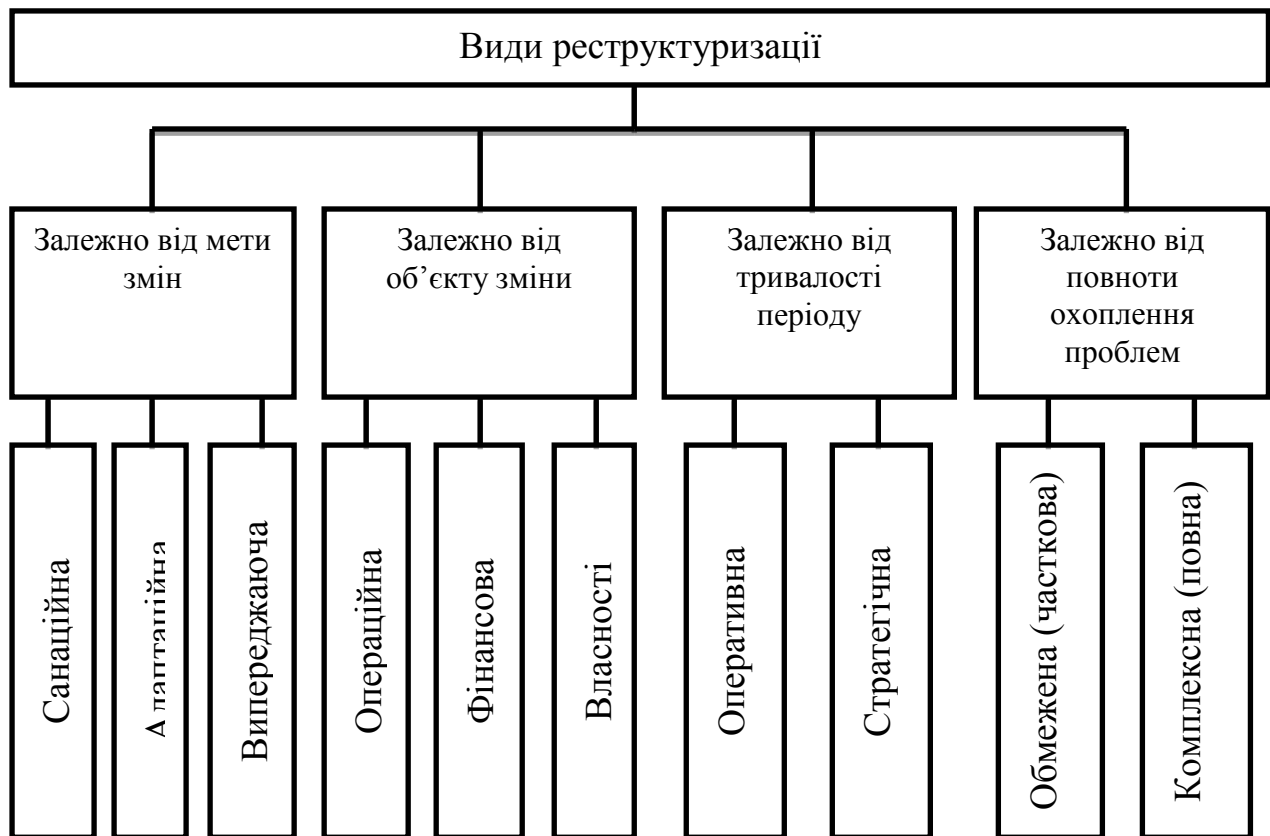 Види реструктуризації
Залежно від мети
змін
Залежно від
об’єкту зміни
Залежно від
тривалості
періоду
Залежно від
повноти
охоплення
проблем
Санаційна
Адаптаційна
Випереджаюча
Операційна
Фінансова
Власності
Оперативна
Стратегічна
Обмежена (часткова)
Комплексна (повна)